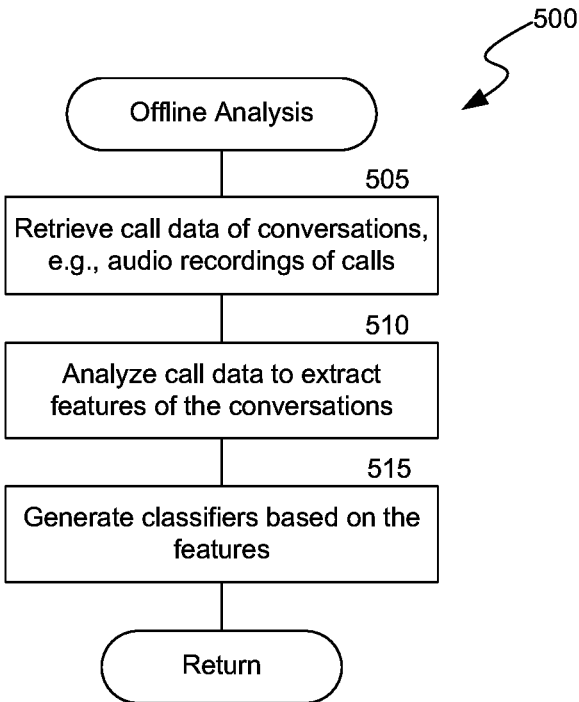 500
Offline Analysis
505
Retrieve call data of conversations,
e.g., audio recordings of calls
510
Analyze call data to extract
features of the conversations
515
Generate classifiers based on the
features
Return